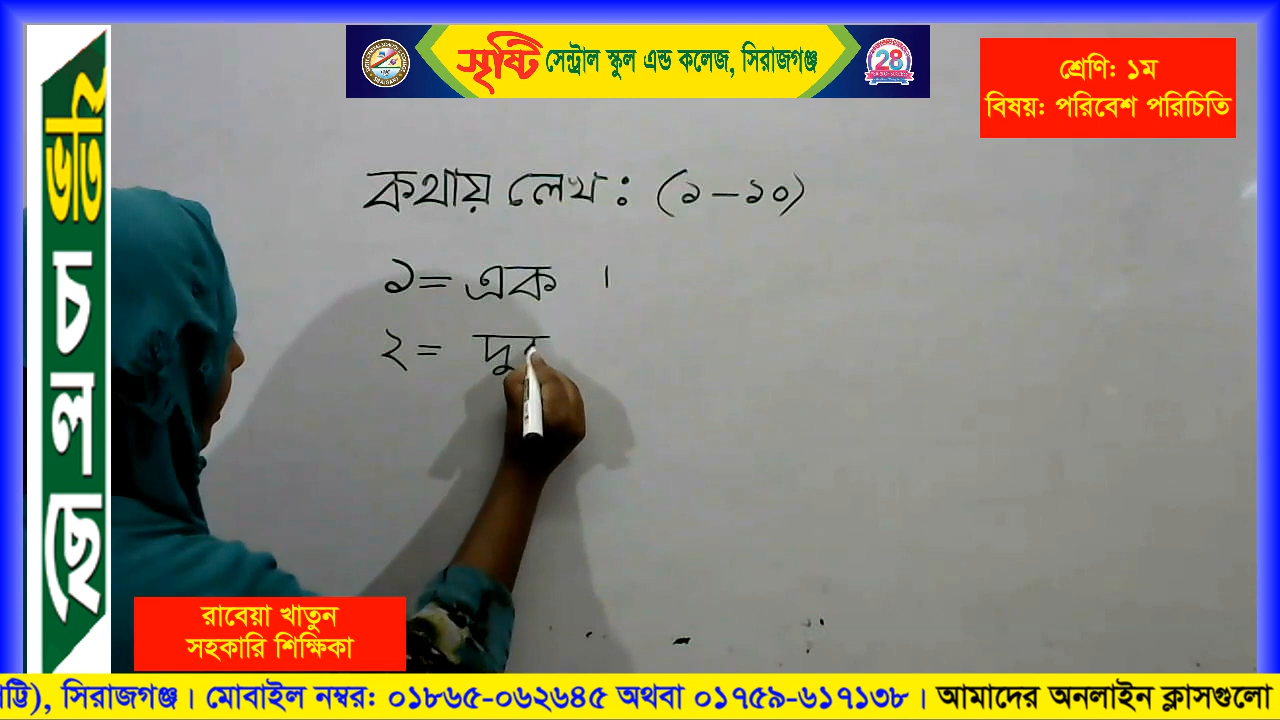 সৃষ্টি সেন্ট্রাল স্কুল এন্ড কলেজ, সিরাজগঞ্জ
28
শ্রেণি: ১ম
বিষয়: পরিবেশ পরিচিতি
ভর্তি চলছে
কথায় লেখ : (১-১০)
১= এক ।
২= দু
রাবেয়া খাতুন
সহকারি শিক্ষিকা
সিরাজগঞ্জ। মোবাইল নম্বর: ০১৮৬৫-০৬২৬৪৫ অথবা ০১৭৫৯-৬১৭১৩৮। আমাদের অনলাইন ক্লাসগুলো